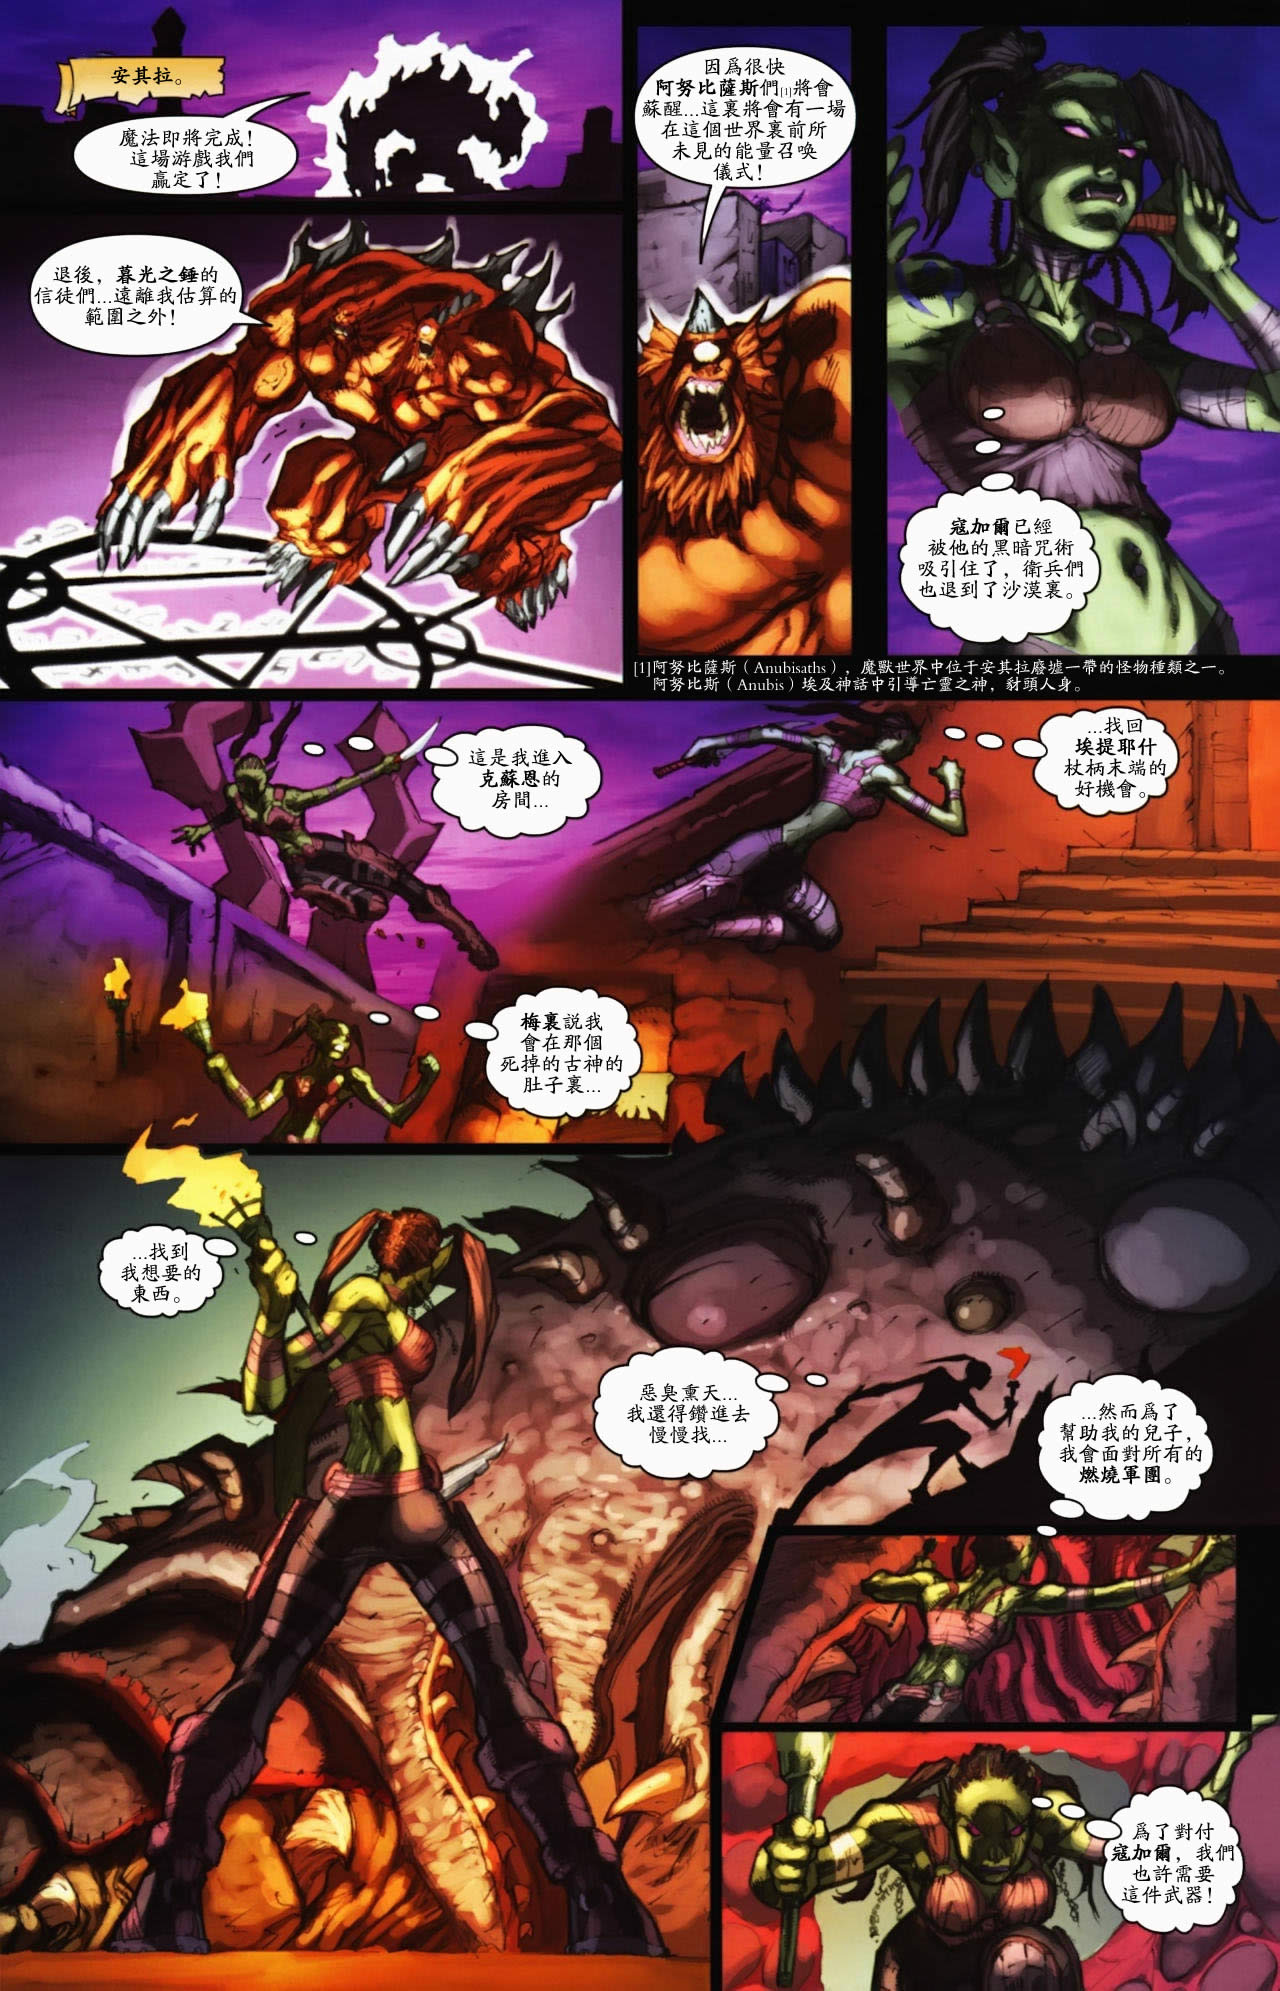 安其拉。
魔法即將完成！
這場游戲我們
贏定了！
退後，暮光之錘的
信徒們...遠離我估算的
範圍之外！
因爲很快
阿努比薩斯們[1]將會
蘇醒...這裏將會有一場
在這個世界裏前所
未見的能量召唤
儀式！
寇加爾已經
被他的黑暗咒術
吸引住了，衛兵們
也退到了沙漠裏。
[1]阿努比薩斯（Anubisaths），魔獸世界中位于安其拉廢墟一帶的怪物種類之一。
阿努比斯（Anubis）埃及神話中引導亡靈之神，豺頭人身。
這是我進入
克蘇恩的
房間...
...找回
埃提耶什
杖柄末端的
好機會。
梅裏説我
會在那個
死掉的古神的
肚子裏...
...找到
我想要的
東西。
惡臭熏天...
我還得鑽進去
慢慢找...
...然而爲了
幫助我的兒子，
我會面對所有的
燃燒軍團。
爲了對付
寇加爾，我們
也許需要
這件武器！